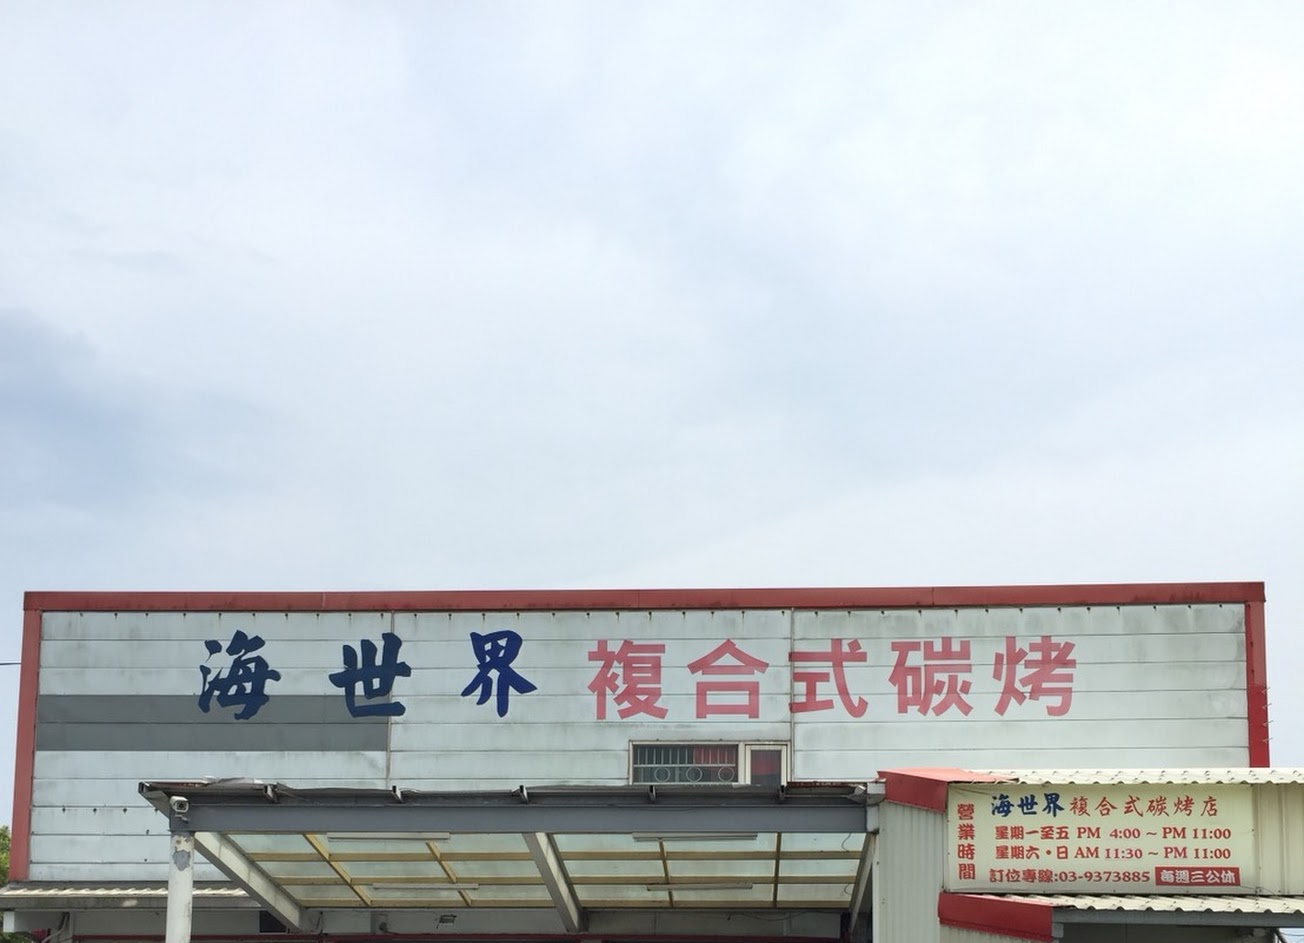 海世界 複合式碳烤
營業時間
海世界複合式碳烤店
星期一至五 PM 4:00 ~ PM 11:00
星期六・日 AM 11:30 ~ PM 11:00
訂位專線:03-9373885 每週三公休